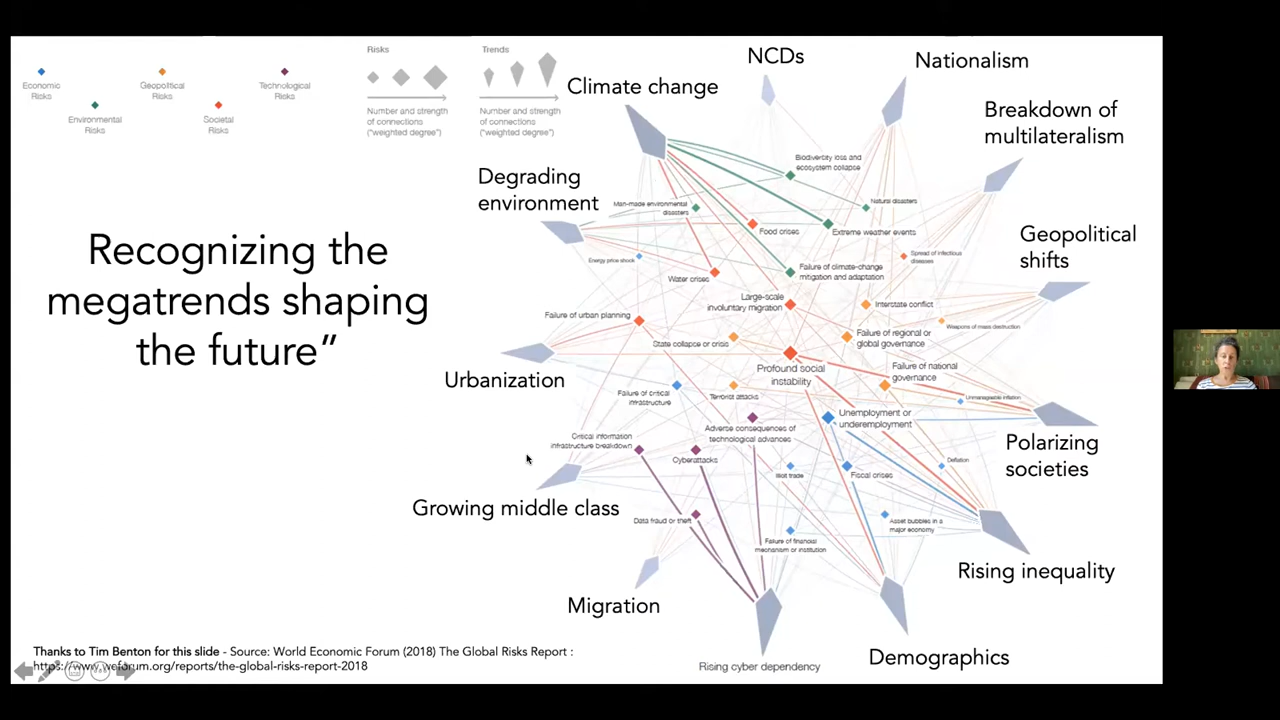 Risks
Trends
Economic
Risks
Geopolitical
Risks
Technological
Risks
Environmental
Risks
Societal
Risks
Number and strength
of connections
("weighted degree")
Number and strength
of connections
("weighted degree")
Recognizing the
megatrends shaping
the future”
NCDs
Nationalism
Climate change
Breakdown of
multilateralism
Degrading
environment
Geopolitical
shifts
Urbanization
Polarizing
societies
Growing middle class
Rising inequality
Migration
Demographics
Rising cyber dependency
Biodiversity loss and
ecosystem collapse
Man-made environmental
disasters
Natural disasters
Food crises
Extreme weather events
Energy price shock
Spread of infectious
diseases
Water crises
Failure of climate-change
mitigation and adaptation
Large-scale
involuntary migration
Interstate conflict
Failure of urban planning
Weapons of mass destruction
State collapse or crisis
Failure of regional or
global governance
Profound social
instability
Failure of national
governance
Failure of critical
infrastructure
Terrorist attacks
Unmanageable inflation
Adverse consequences of
technological advances
Unemployment or
underemployment
Critical information
infrastructure breakdown
Cyberattacks
Illicit trade
Fiscal crises
Deflation
Data fraud or theft
Asset bubbles in a
major economy
Failure of financial
mechanism or institution
Thanks to Tim Benton for this slide - Source: World Economic Forum (2018) The Global Risks Report :
https://www.weforum.org/reports/the-global-risks-report-2018